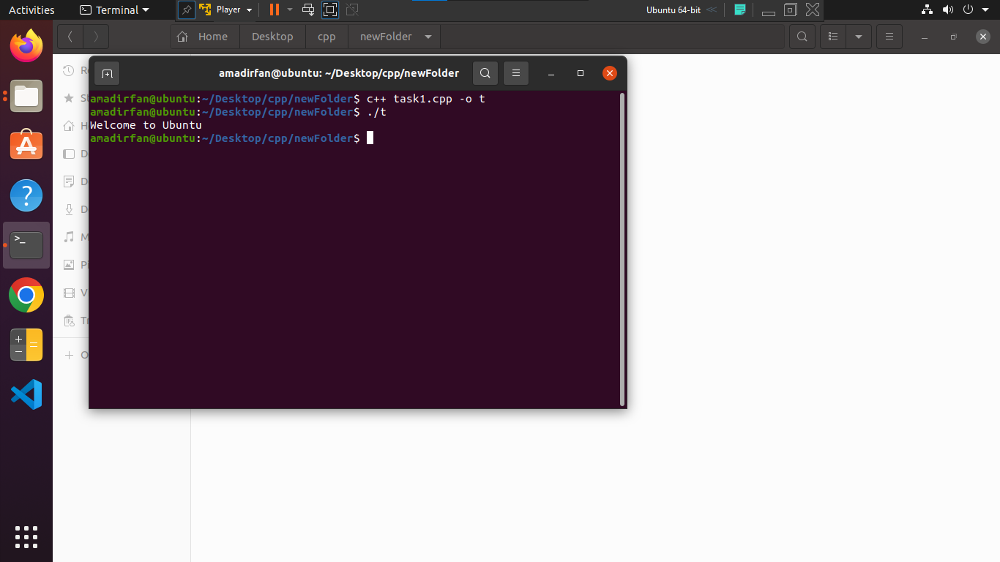 Activities Terminal Player Ubuntu 64-bit <<
Home Desktop cpp newFolder
amadirfan@ubuntu: ~/Desktop/cpp/newFolder
amadirfan@ubuntu:~/Desktop/cpp/newFolder$ c++ task1.cpp -o t
amadirfan@ubuntu:~/Desktop/cpp/newFolder$ ./t
Welcome to Ubuntu
amadirfan@ubuntu:~/Desktop/cpp/newFolder$